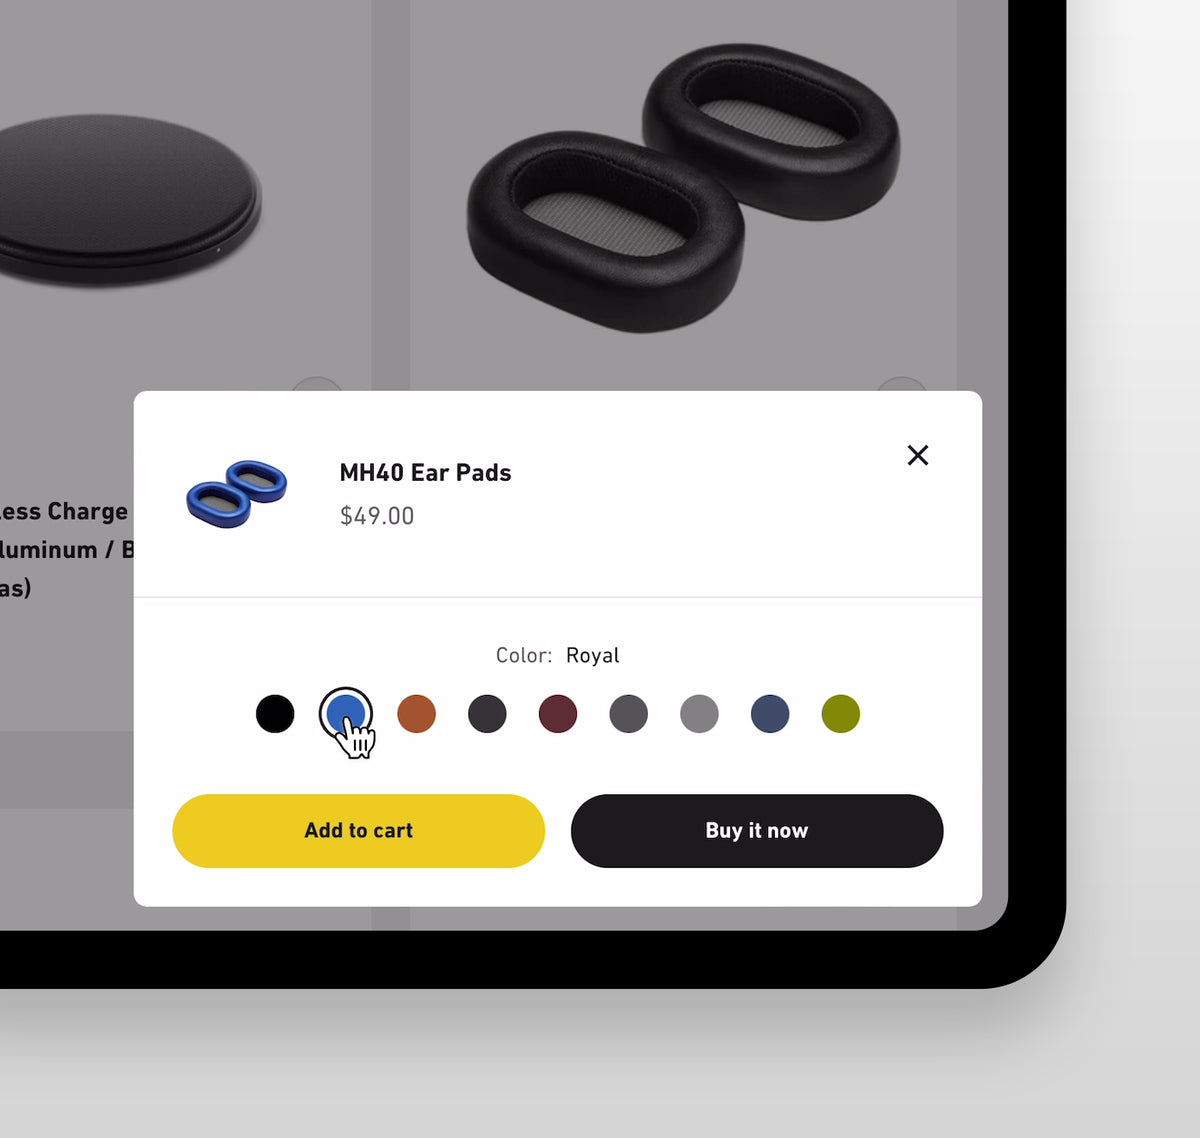 less Charge
luminum / B
as)
MH40 Ear Pads
$49.00
Color: Royal
Add to cart
Buy it now